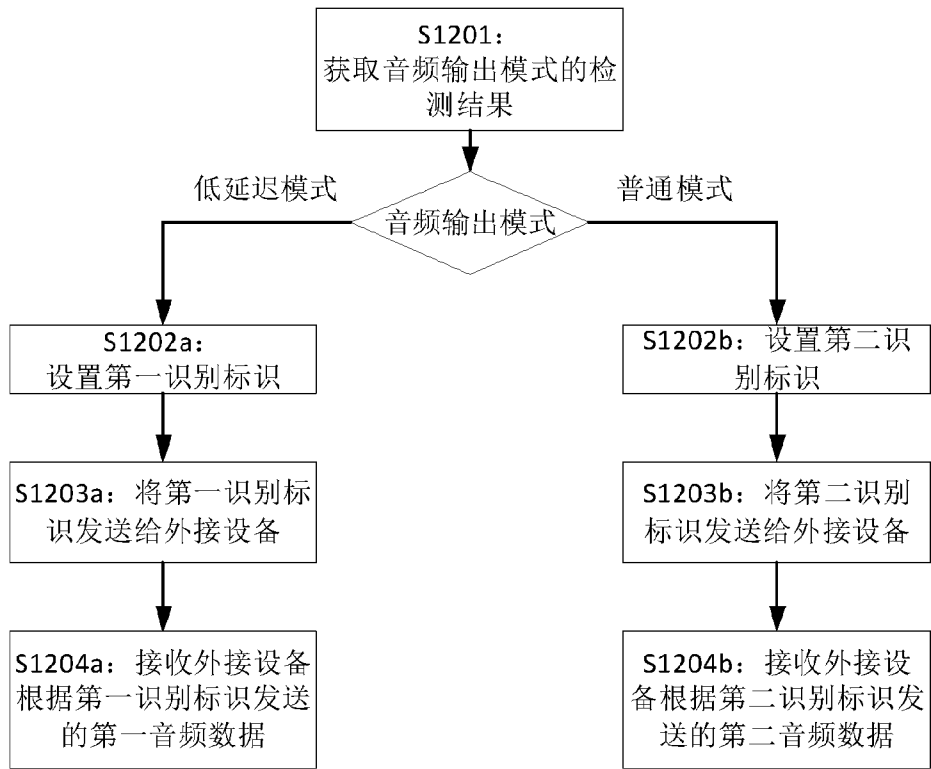 S1201：
获取音频输出模式的检
测结果
低延迟模式
普通模式
音频输出模式
S1202a：
设置第一识别标识
S1202b：设置第二识
别标识
S1203a：将第一识别标
识发送给外接设备
S1203b：将第二识别
标识发送给外接设备
S1204a：接收外接设备
根据第一识别标识发送
的第一音频数据
S1204b：接收外接设
备根据第二识别标识发
送的第二音频数据